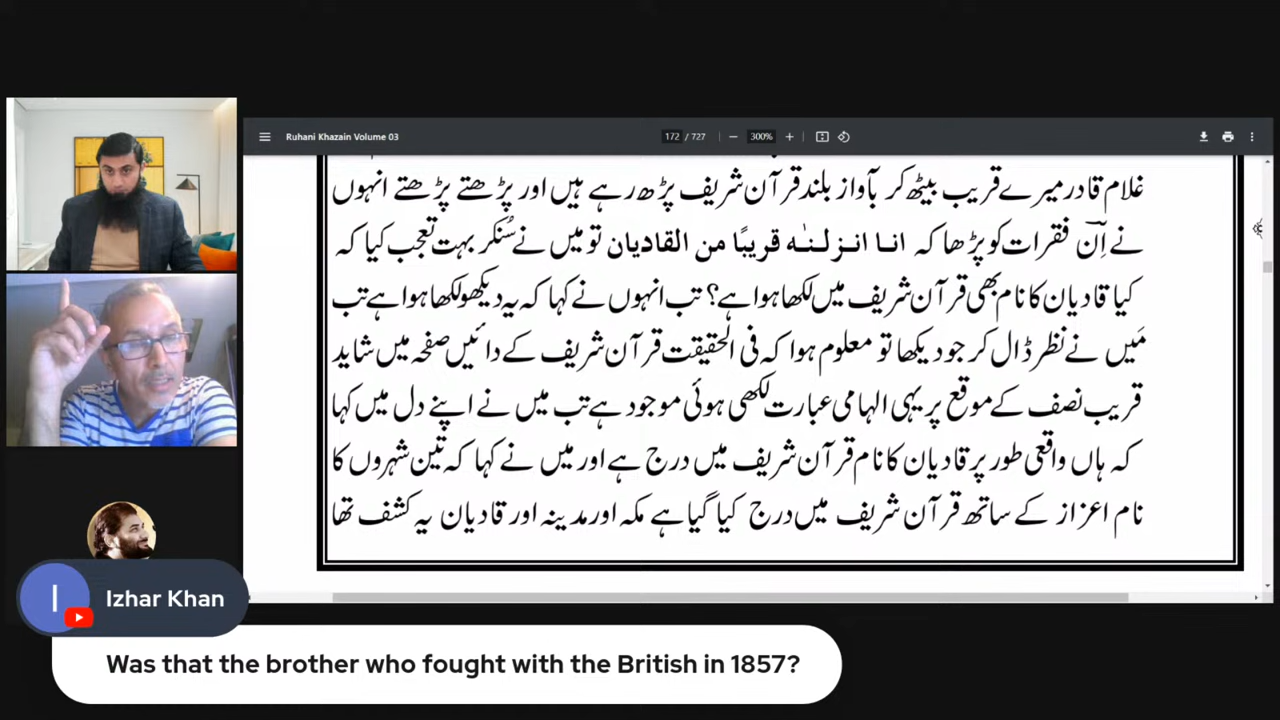 Ruhani Khazain Volume 03
172 / 727
300%
غلام قادر میرے قریب بیٹھ کر بآواز بلند قرآن شریف پڑھ رہے ہیں اور پڑھتے پڑھتے انہوں
نے اِن فقرات کو پڑھا کہ انا انزلنٰه قریبًا من القادیان تو میں نے سُنکر بہت تعجب کیا کہ
کیا قادیان کا نام بھی قرآن شریف میں لکھا ہوا ہے؟ تب انہوں نے کہا کہ یہ دیکھو لکھا ہوا ہے تب
مَیں نے نظر ڈال کر جو دیکھا تو معلوم ہوا کہ فی الحقیقت قرآن شریف کے دائیں صفحہ میں شاید
قریب نصف کے موقع پر یہی الہامی عبارت لکھی ہوئی موجود ہے تب میں نے اپنے دل میں کہا
کہ ہاں واقعی طور پر قادیان کا نام قرآن شریف میں درج ہے اور میں نے کہا کہ تین شہروں کا
نام اعزاز کے ساتھ قرآن شریف میں درج کیا گیا ہے مکہ اور مدینہ اور قادیان یہ کشف تھا
I
Izhar Khan
Was that the brother who fought with the British in 1857?